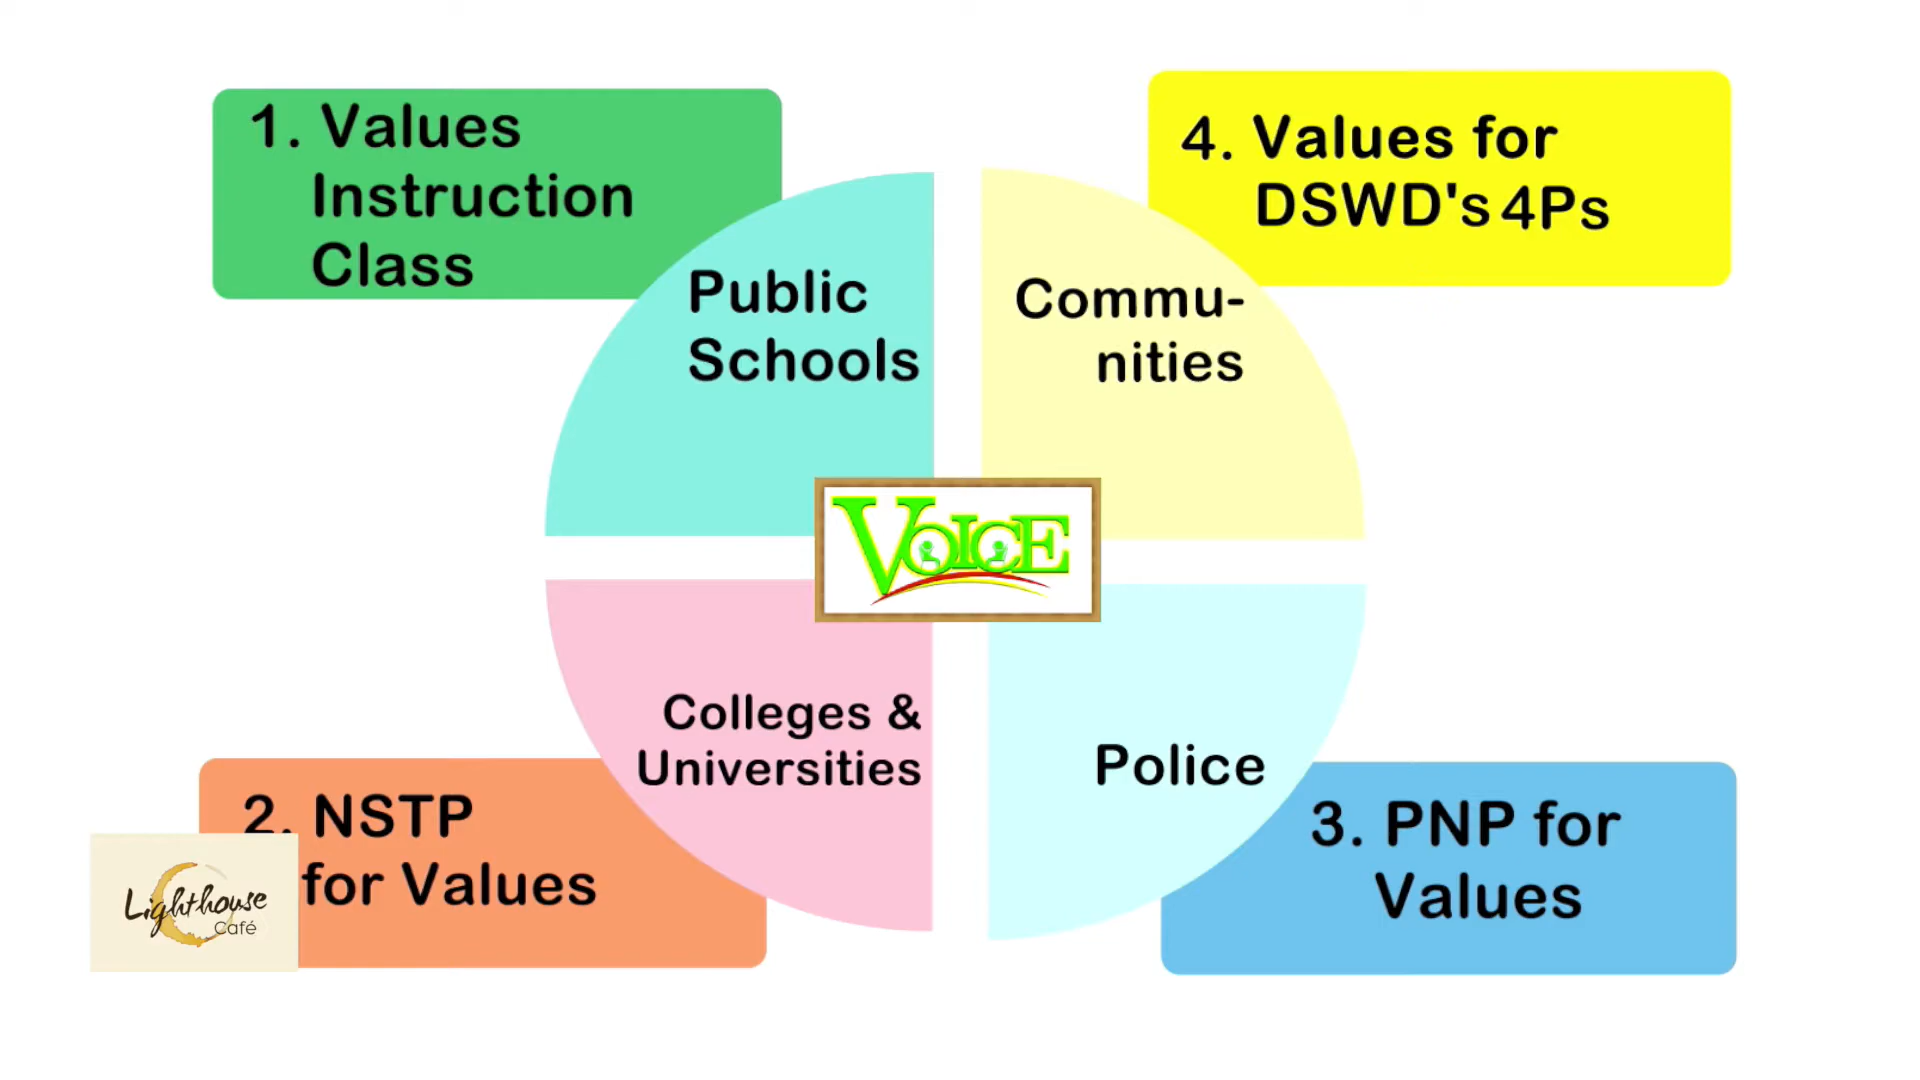 1. Values
Instruction
Class
Public
Schools
4. Values for
DSWD's 4Ps
Commu-
nities
VOICE
Colleges &
Universities
2. NSTP
for Values
Police
3. PNP for
Values
Lighthouse
Café